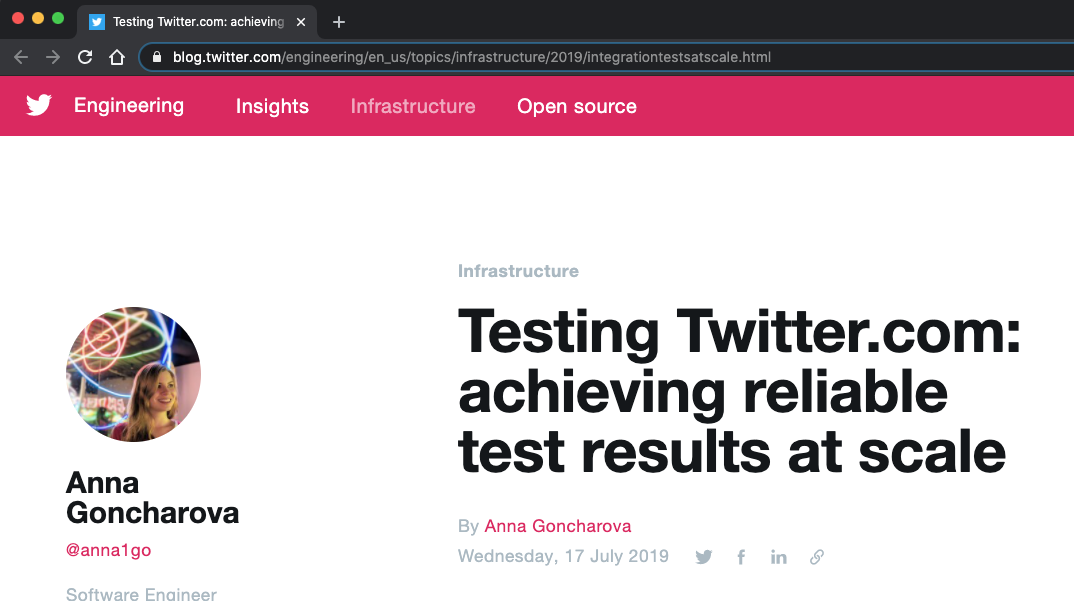 Testing Twitter.com: achieving
blog.twitter.com/engineering/en_us/topics/infrastructure/2019/integrationtestsatscale.html
Engineering Insights Infrastructure Open source
Infrastructure
Testing Twitter.com:
achieving reliable
test results at scale
By Anna Goncharova
Wednesday, 17 July 2019
Anna
Goncharova
@anna1go
Software Engineer